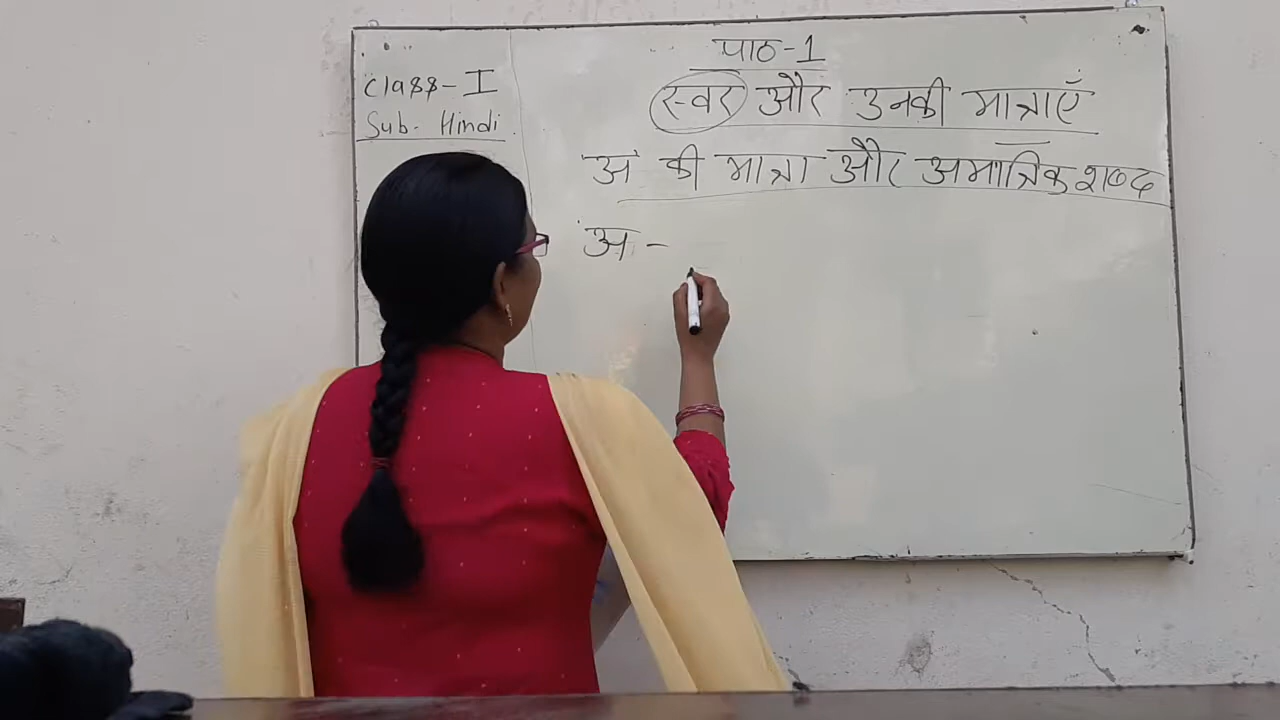 Class - I
Sub. Hindi
पाठ-1
स्वर और उनकी मात्राएँ
अ की मात्रा और अमात्रिक शब्द
अ -